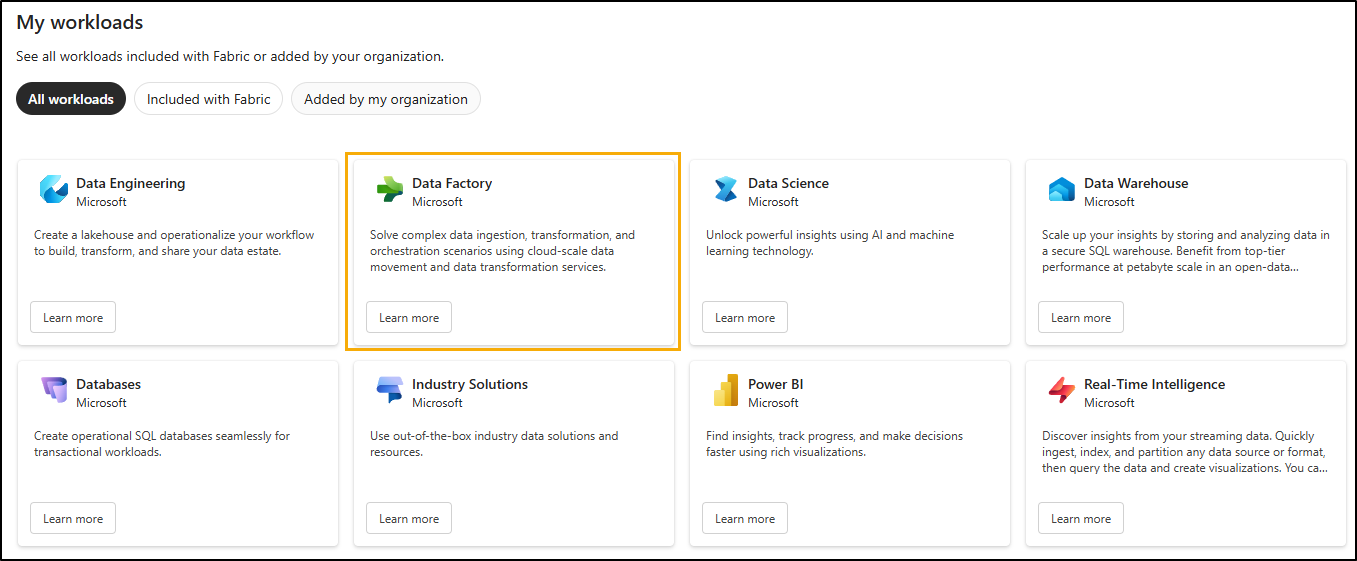 My workloads
See all workloads included with Fabric or added by your organization.
All workloads
Included with Fabric
Added by my organization
Data Engineering
Microsoft
Create a lakehouse and operationalize your workflow
to build, transform, and share your data estate.
Learn more
Data Factory
Microsoft
Solve complex data ingestion, transformation, and
orchestration scenarios using cloud-scale data
movement and data transformation services.
Learn more
Data Science
Microsoft
Unlock powerful insights using AI and machine
learning technology.
Learn more
Data Warehouse
Microsoft
Scale up your insights by storing and analyzing data in
a secure SQL warehouse. Benefit from top-tier
performance at petabyte scale in an open-data...
Learn more
Databases
Microsoft
Create operational SQL databases seamlessly for
transactional workloads.
Learn more
Industry Solutions
Microsoft
Use out-of-the-box industry data solutions and
resources.
Learn more
Power BI
Microsoft
Find insights, track progress, and make decisions
faster using rich visualizations.
Learn more
Real-Time Intelligence
Microsoft
Discover insights from your streaming data. Quickly
ingest, index, and partition any data source or format,
then query the data and create visualizations. You ca...
Learn more